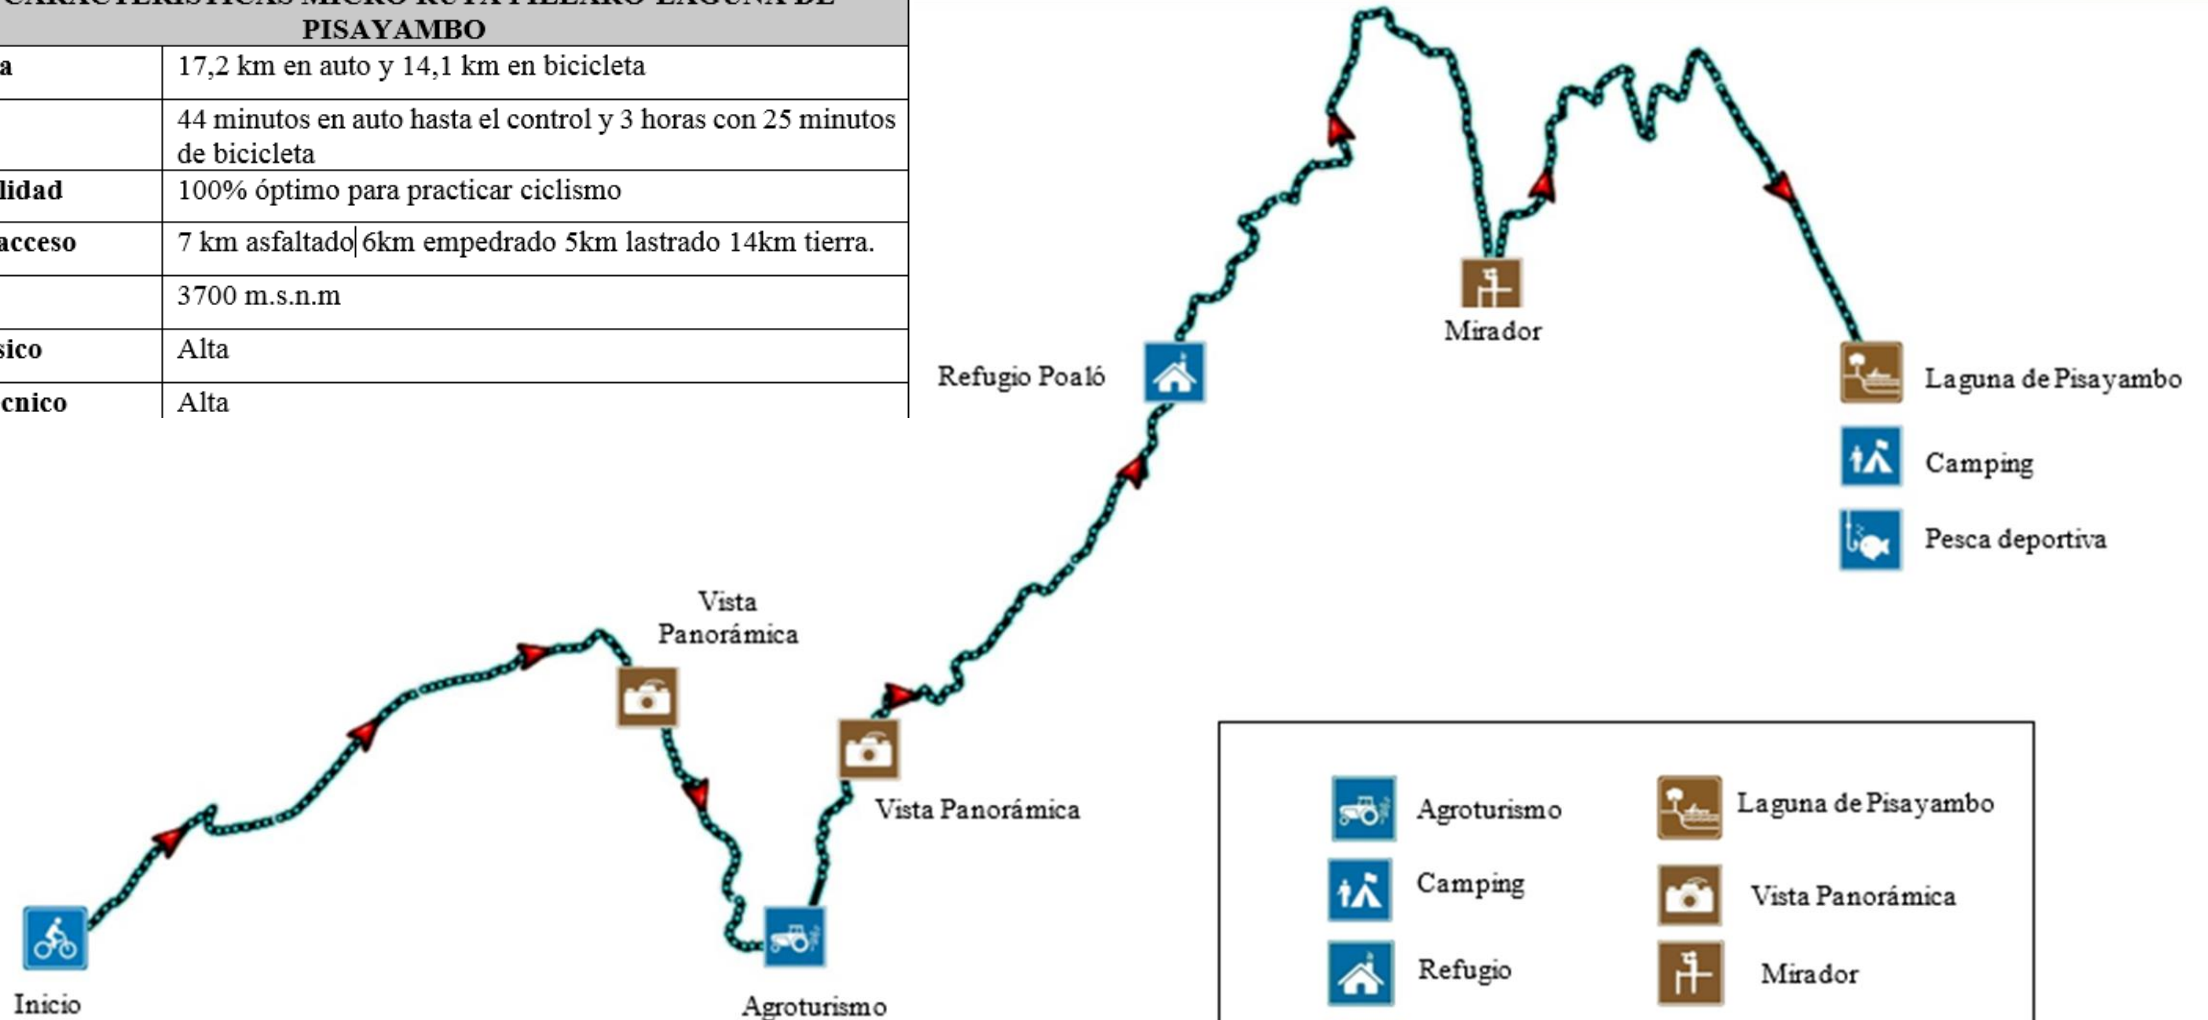 PISAYAMBO
a
17,2 km en auto y 14,1 km en bicicleta
44 minutos en auto hasta el control y 3 horas con 25 minutos
de bicicleta
lidad
100% óptimo para practicar ciclismo
acceso
7 km asfaltado 6km empedrado 5km lastrado 14km tierra.
3700 m.s.n.m
sico
Alta
cnico
Alta
Mirador
Refugio Poaló
Laguna de Pisayambo
Camping
Pesca deportiva
Vista
Panorámica
Vista Panorámica
Inicio
Agroturismo
Agroturismo
Laguna de Pisayambo
Camping
Vista Panorámica
Refugio
Mirador